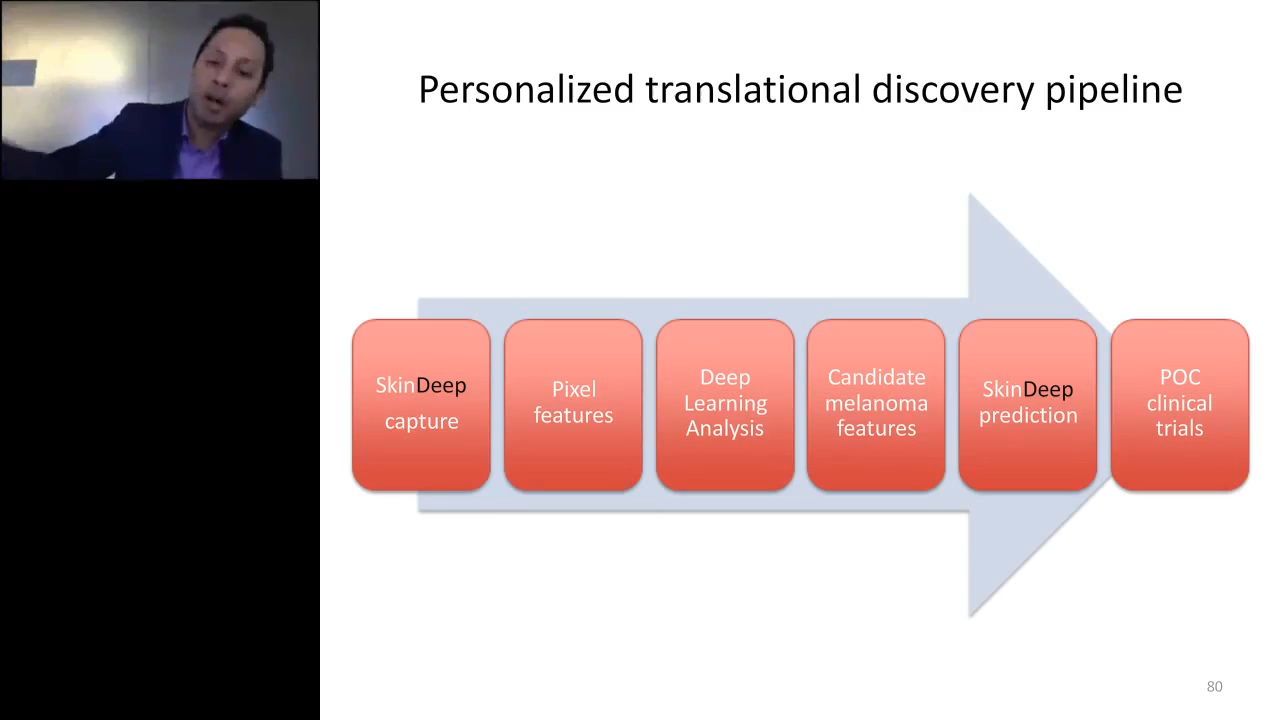 Personalized translational discovery pipeline
SkinDeep
capture
Pixel
features
Deep
Learning
Analysis
Candidate
melanoma
features
SkinDeep
prediction
POC
clinical
trials
80